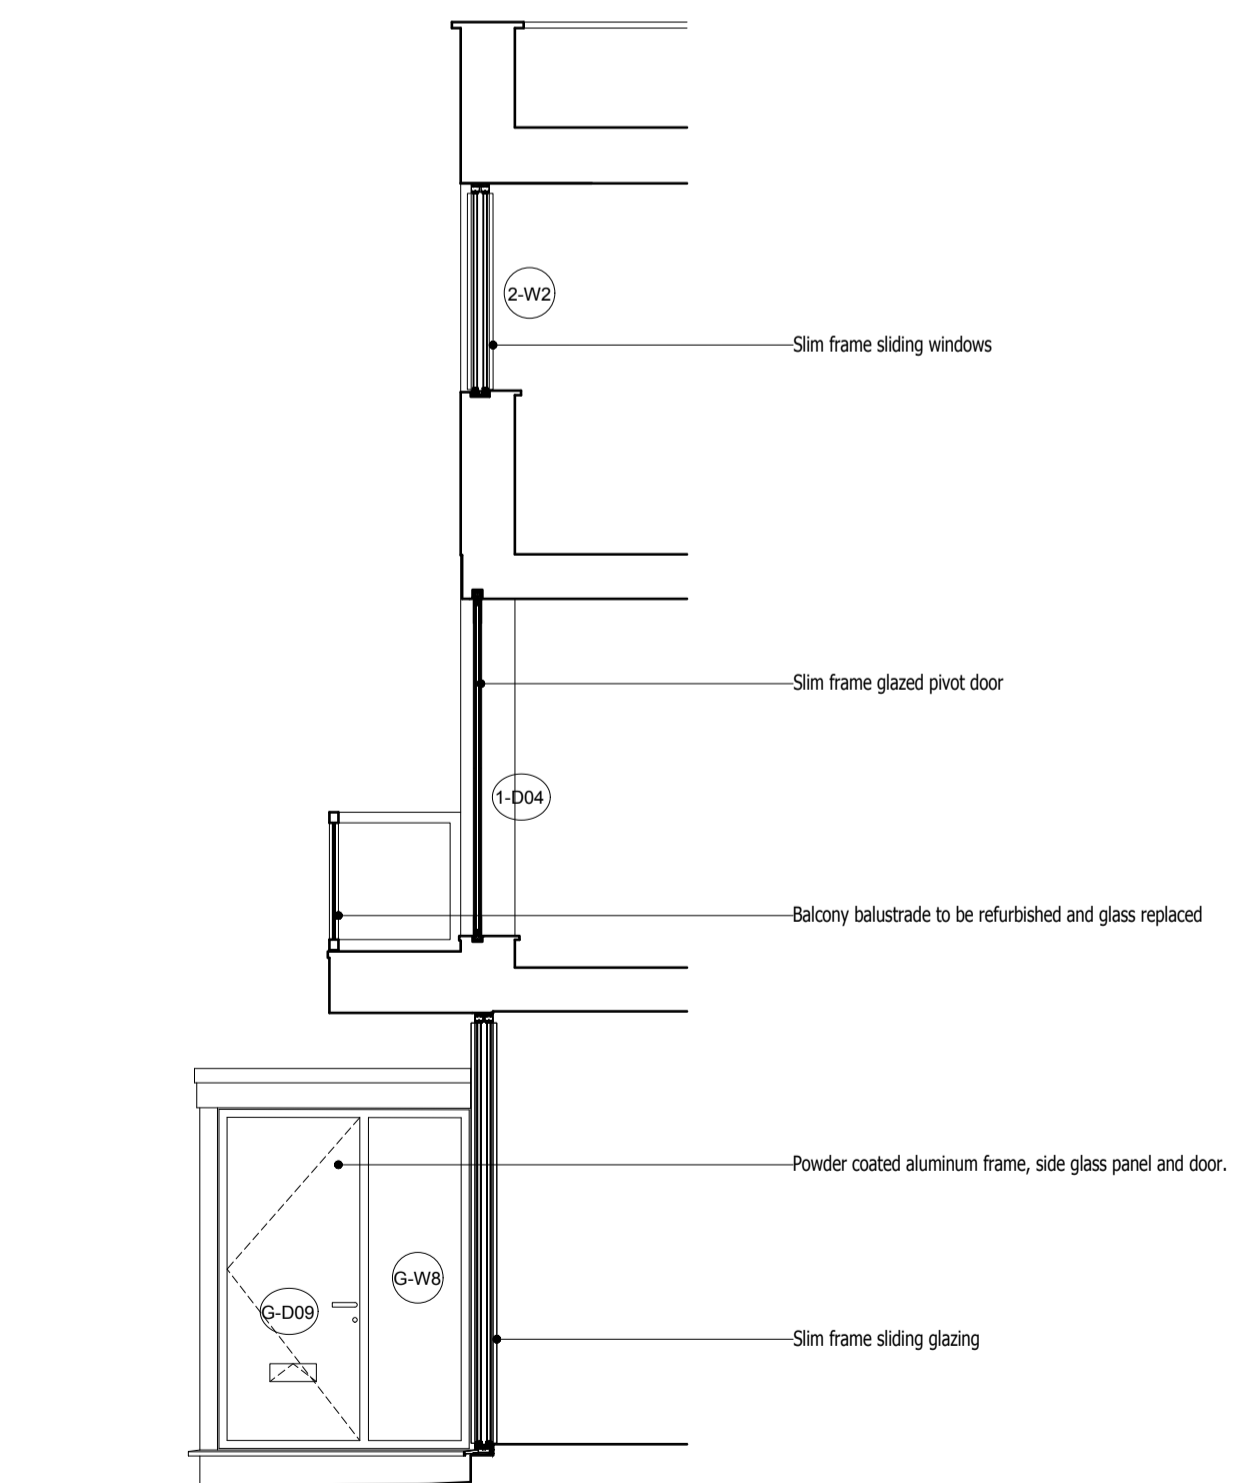 2-W2
Slim frame sliding windows
Slim frame glazed pivot door
1-D04
Balcony balustrade to be refurbished and glass replaced
Powder coated aluminum frame, side glass panel and door.
G-W8
G-D09
Slim frame sliding glazing